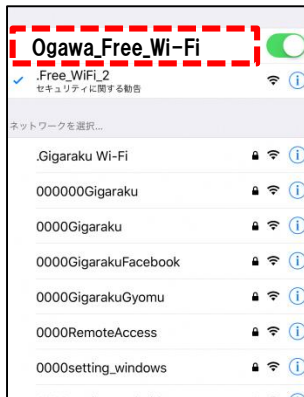 Ogawa_Free_Wi-Fi
.Free_WiFi_2
セキュリティに関する勧告
ネットワークを選択...
.Gigaraku Wi-Fi
000000Gigaraku
0000Gigaraku
0000GigarakuFacebook
0000GigarakuGyomu
0000RemoteAccess
0000setting_windows